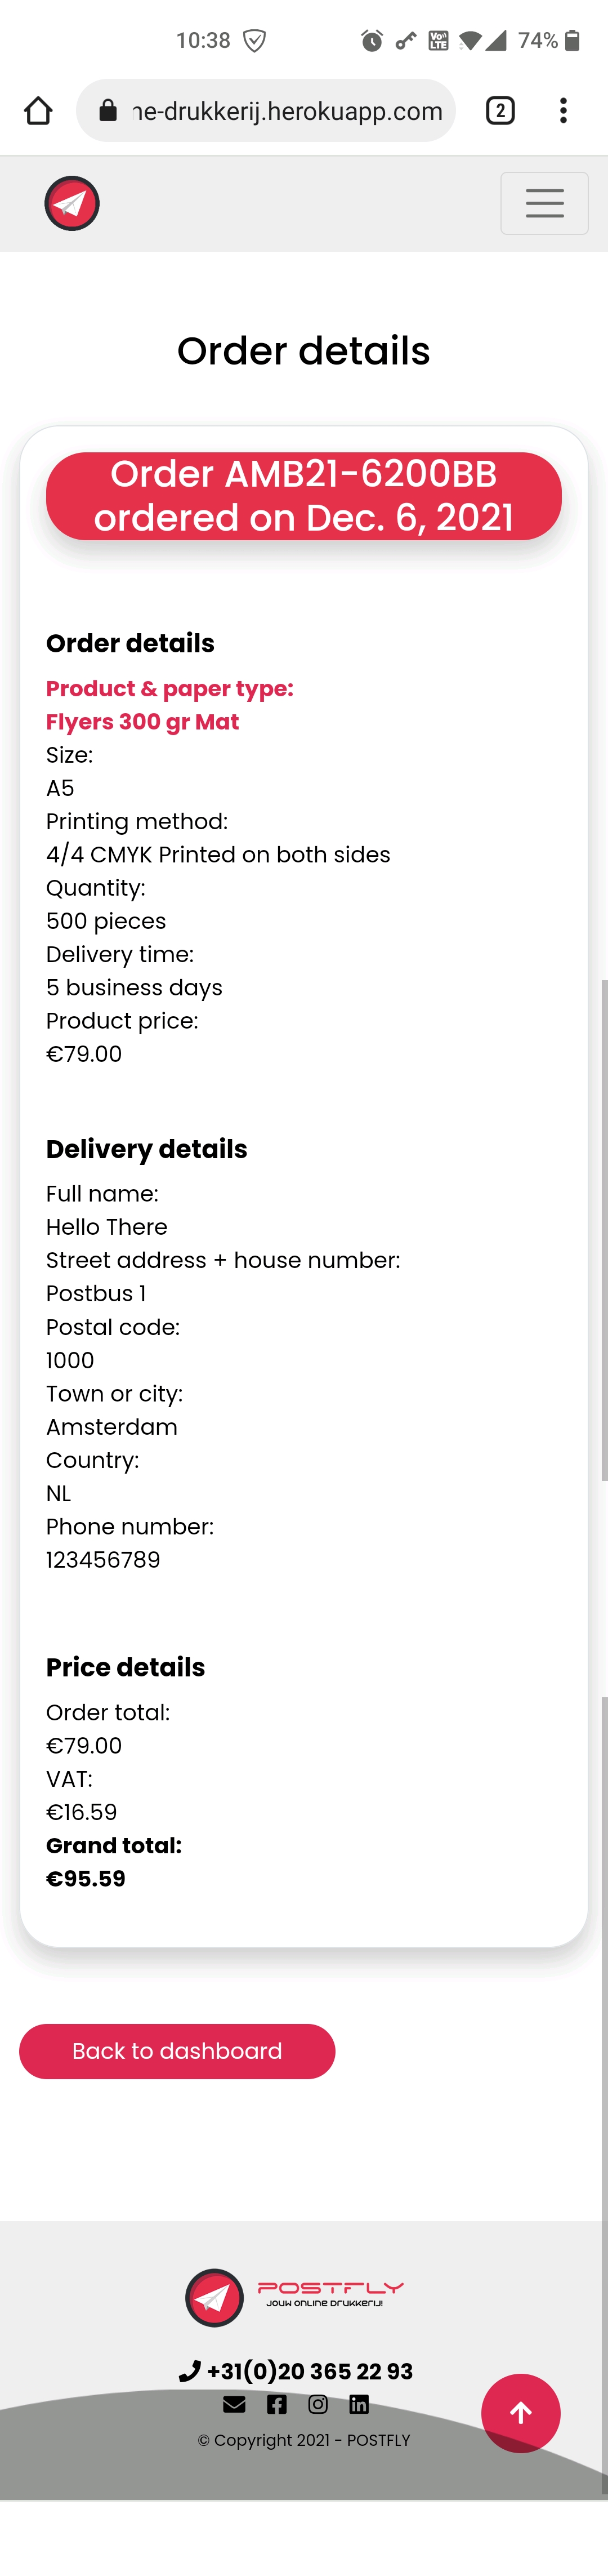 10:38
Vo))
LTE
74%
ne-drukkerij.herokuapp.com
2
Order details
Order AMB21-6200BB
ordered on Dec. 6, 2021
Order details
Product & paper type:
Flyers 300 gr Mat
Size:
A5
Printing method:
4/4 CMYK Printed on both sides
Quantity:
500 pieces
Delivery time:
5 business days
Product price:
€79.00
Delivery details
Full name:
Hello There
Street address + house number:
Postbus 1
Postal code:
1000
Town or city:
Amsterdam
Country:
NL
Phone number:
123456789
Price details
Order total:
€79.00
VAT:
€16.59
Grand total:
€95.59
Back to dashboard
POSTFLY
JOUW ONLINE DRUKKERIJ!
+31(0)20 365 22 93
© Copyright 2021 - POSTFLY